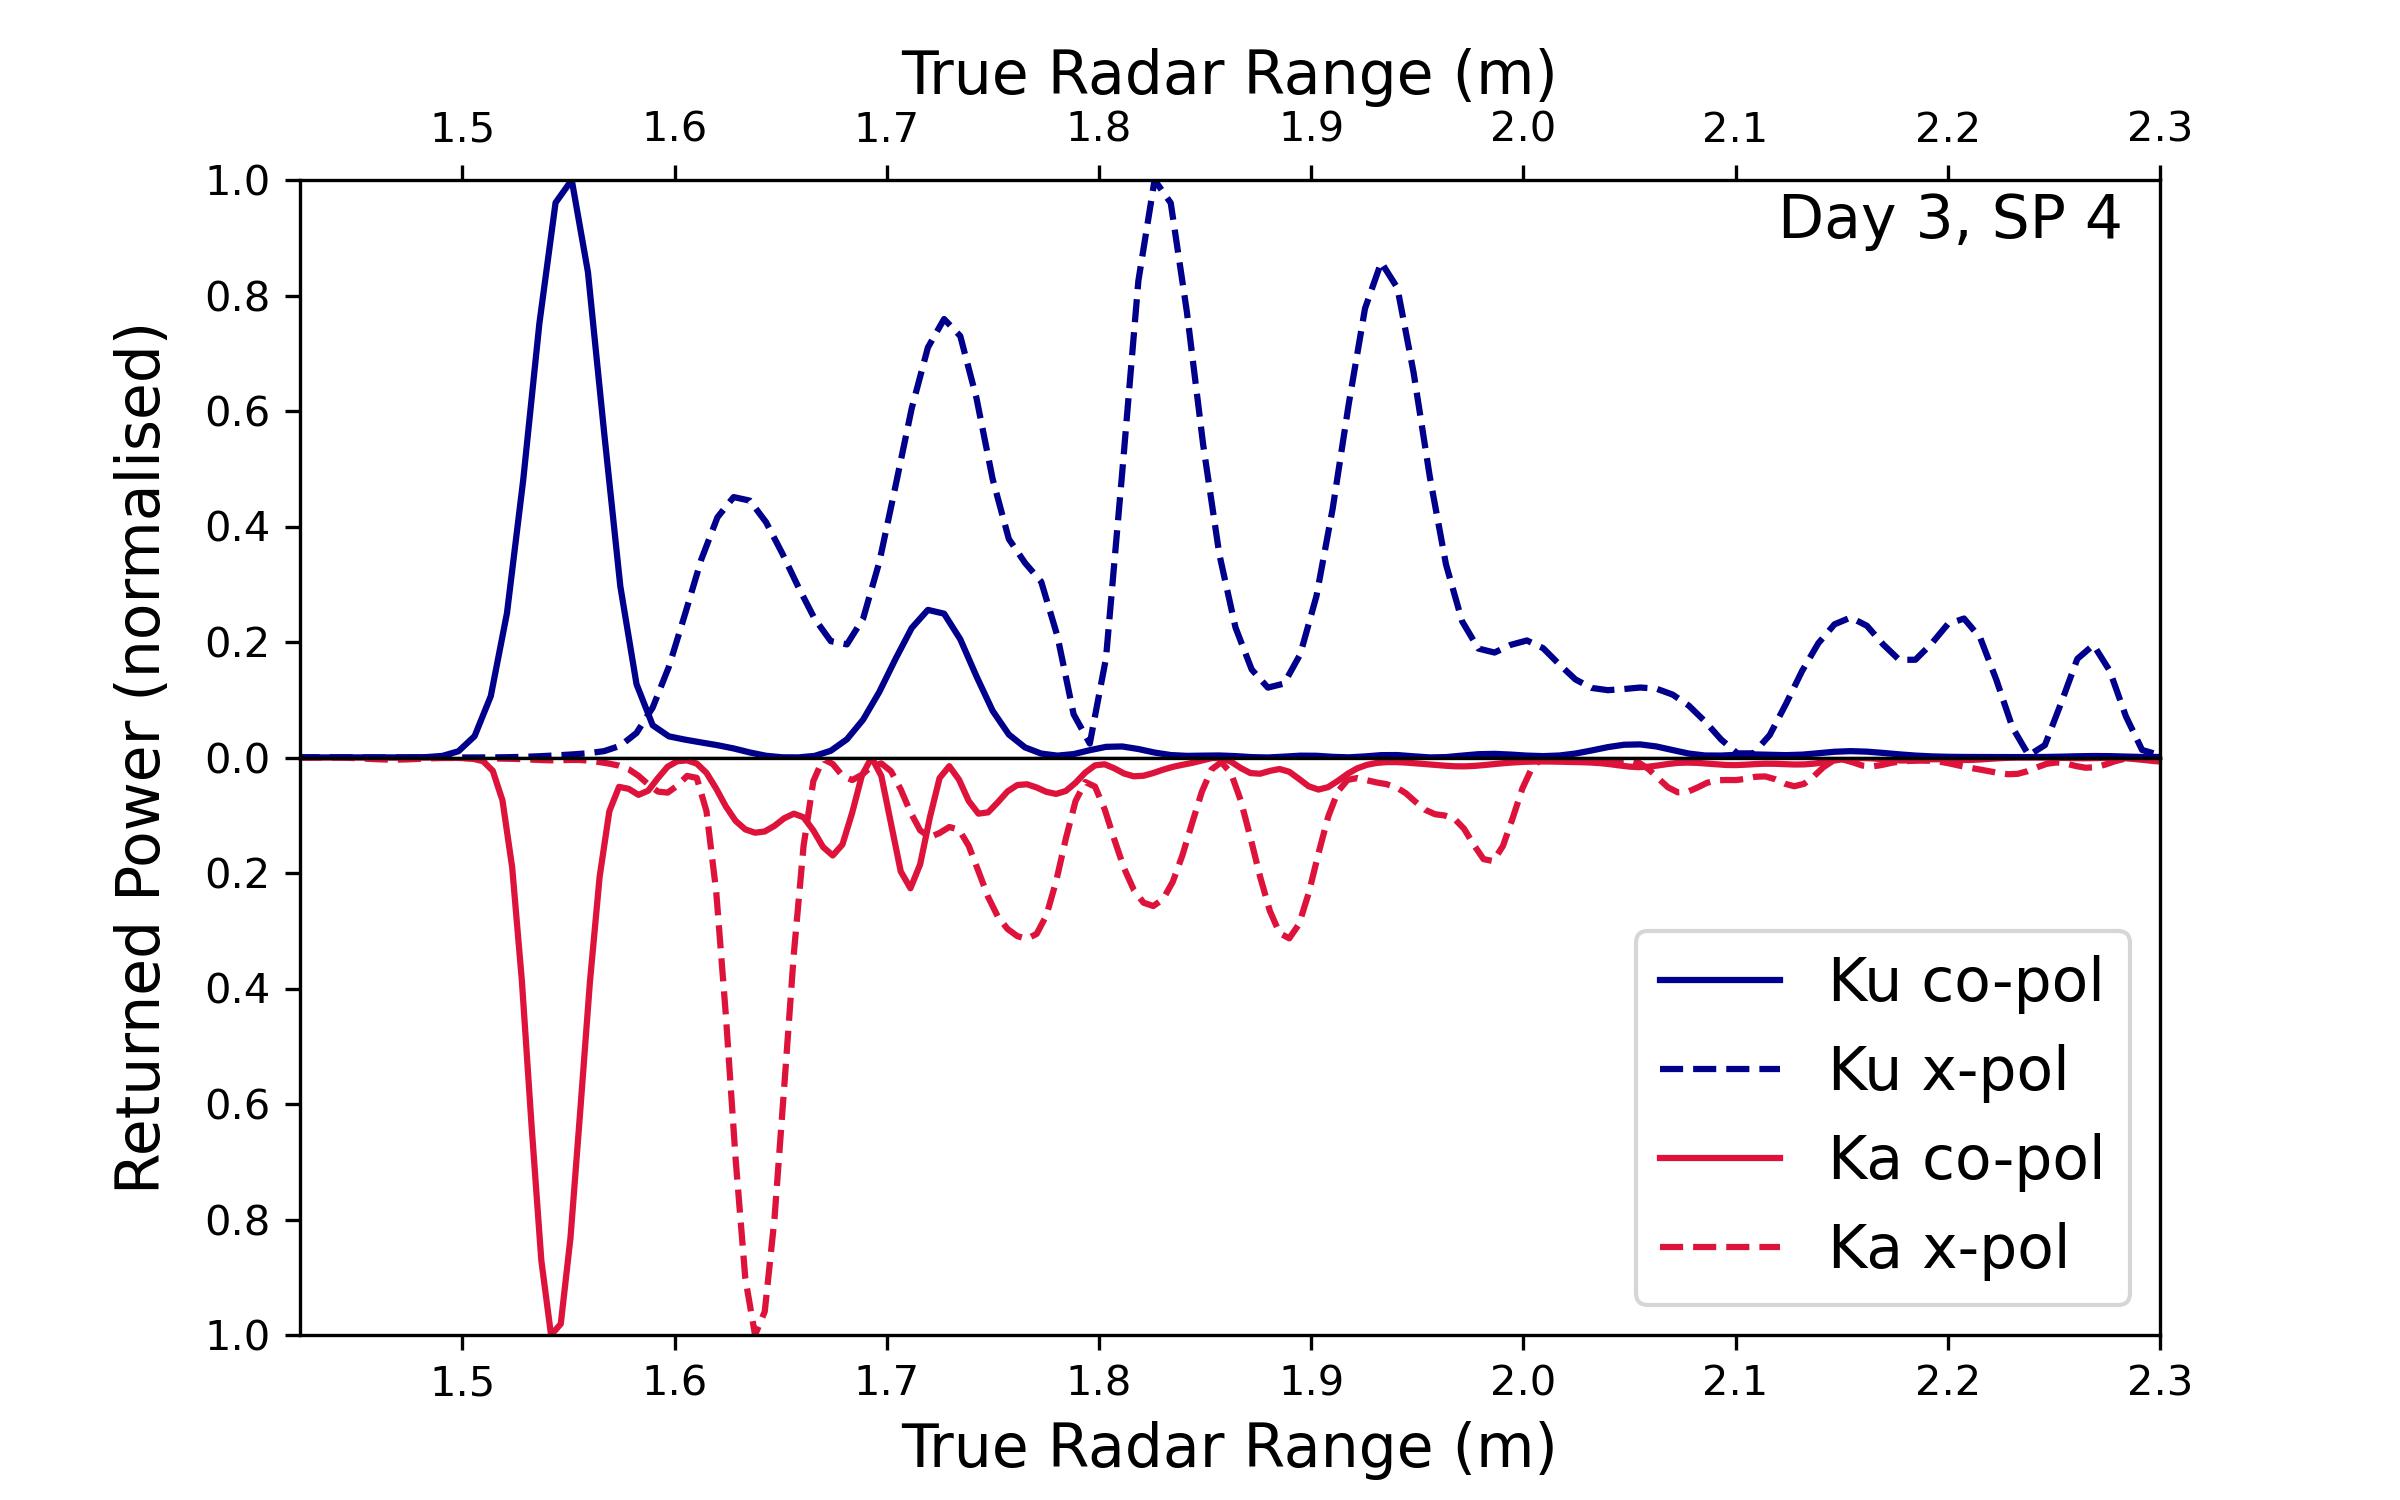 True Radar Range (m)
1.5 1.6 1.7 1.8 1.9 2.0 2.1 2.2 2.3
Day 3, SP 4
Returned Power (normalised)
1.0
0.8
0.6
0.4
0.2
0.0
0.2
0.4
0.6
0.8
1.0
Ku co-pol
Ku x-pol
Ka co-pol
Ka x-pol
1.5 1.6 1.7 1.8 1.9 2.0 2.1 2.2 2.3
True Radar Range (m)